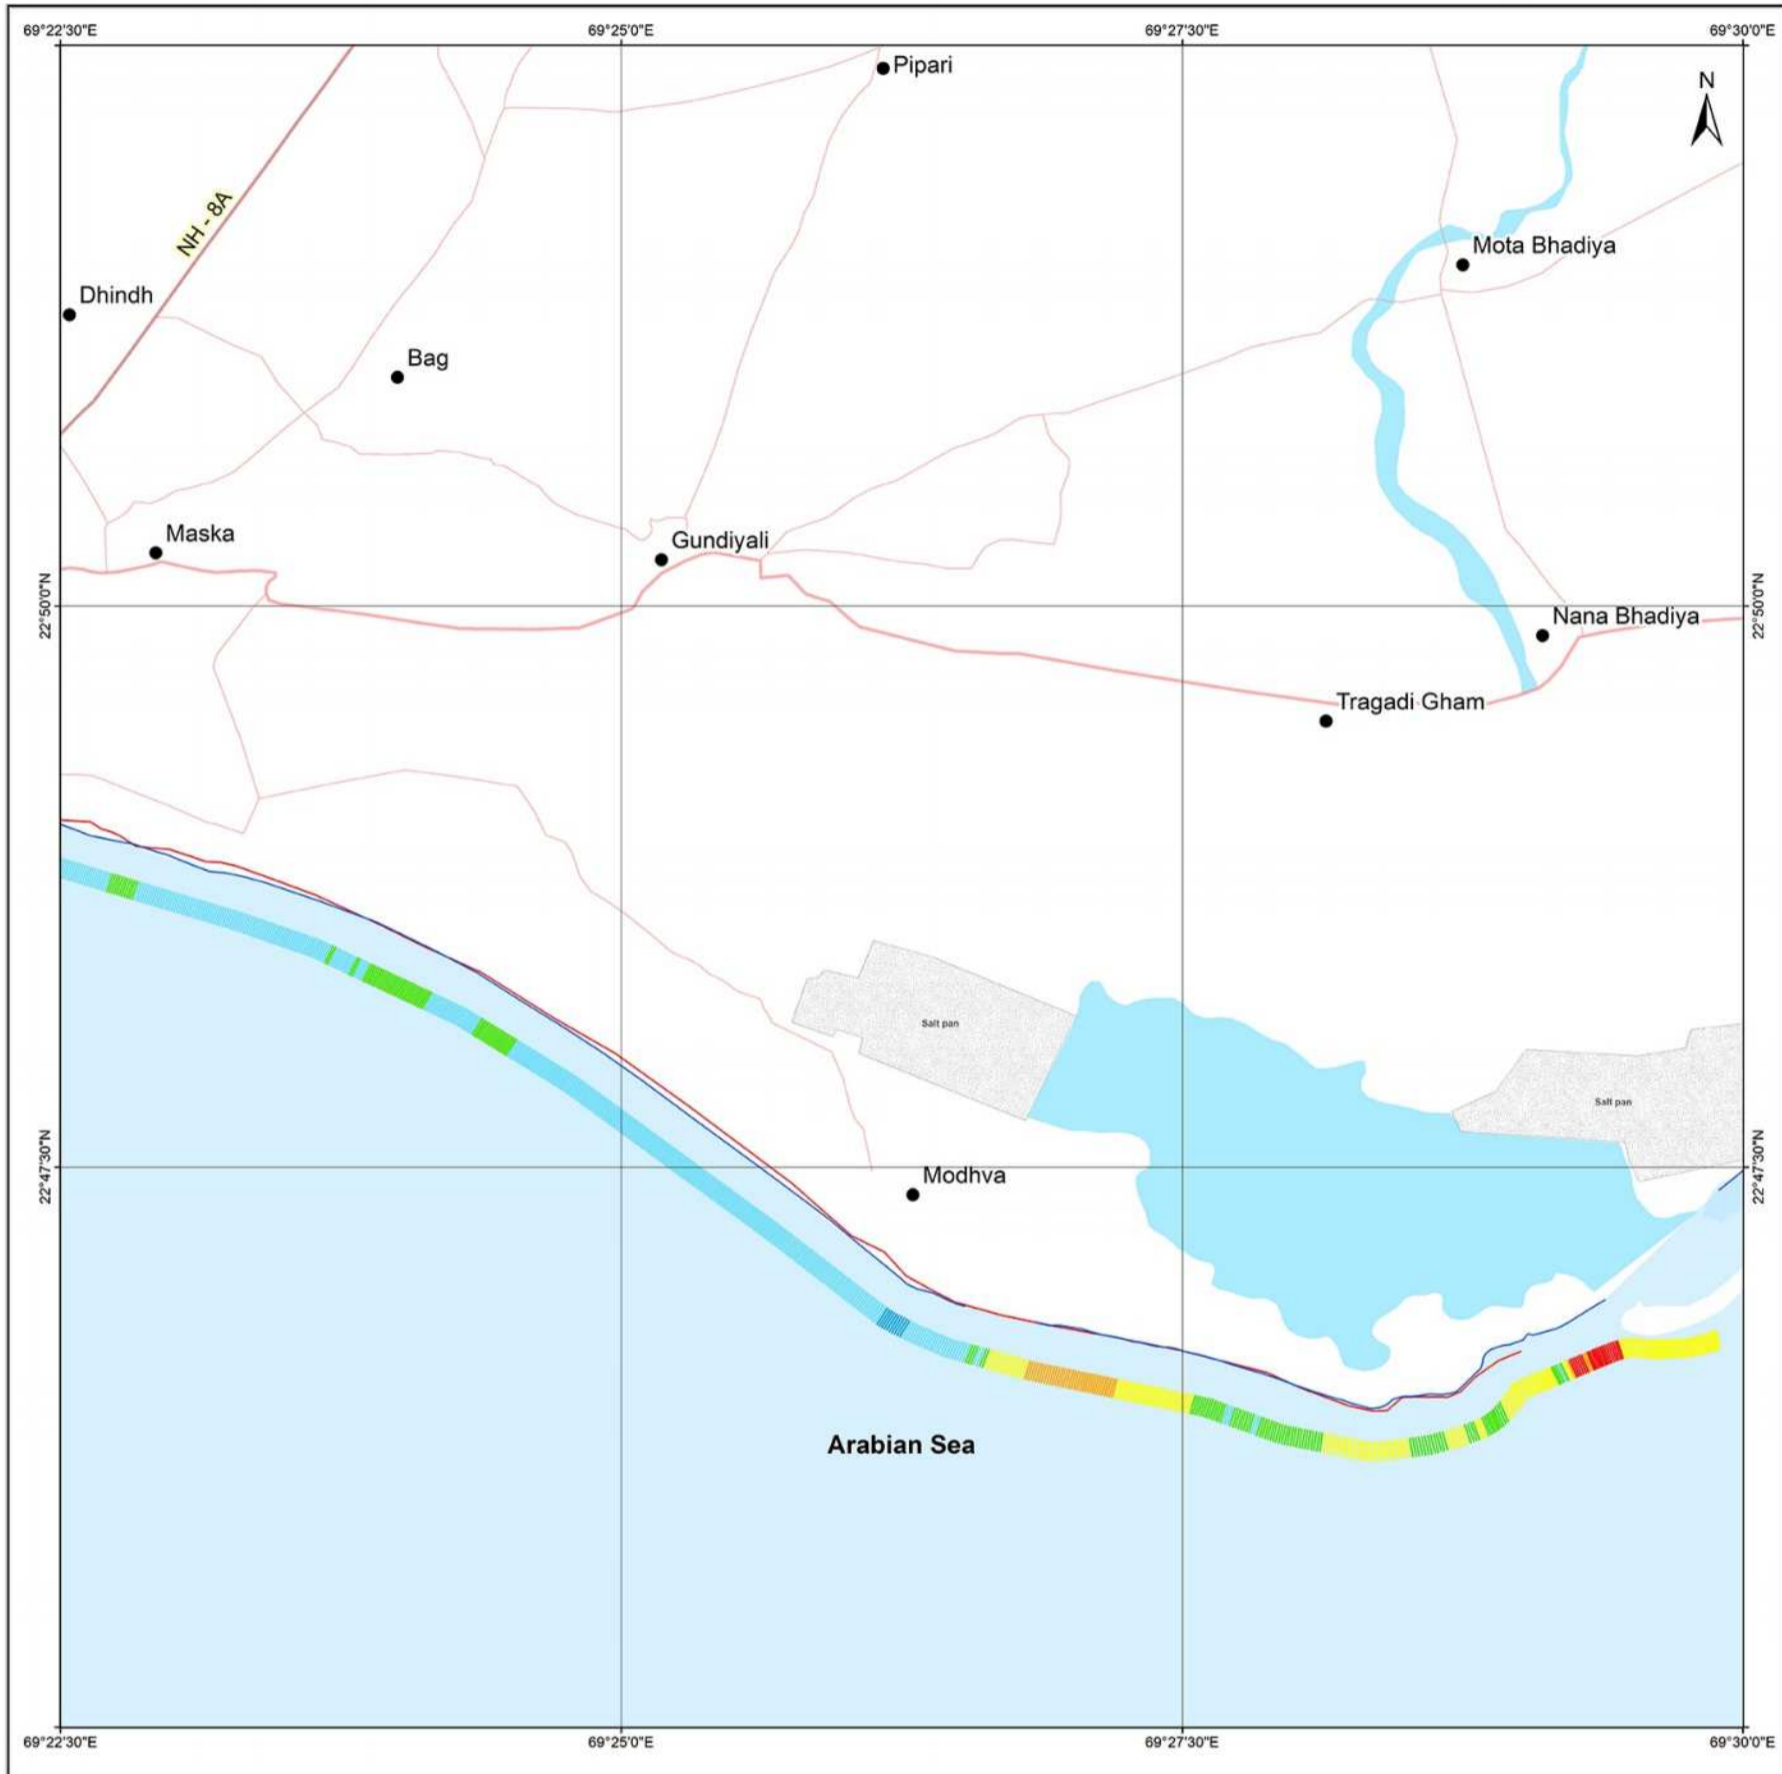 69°22'30"E
69°25'0"E
69°27'30"E
69°30'0"E
Pipari
N
NH - 8A
Mota Bhadiya
Dhindh
Bag
Maska
Gundiyali
22°50'0"N
22°50'0"N
Nana Bhadiya
Tragadi Gham
Salt pan
Salt pan
22°47'30"N
22°47'30"N
Modhva
Arabian Sea
69°22'30"E
69°25'0"E
69°27'30"E
69°30'0"E